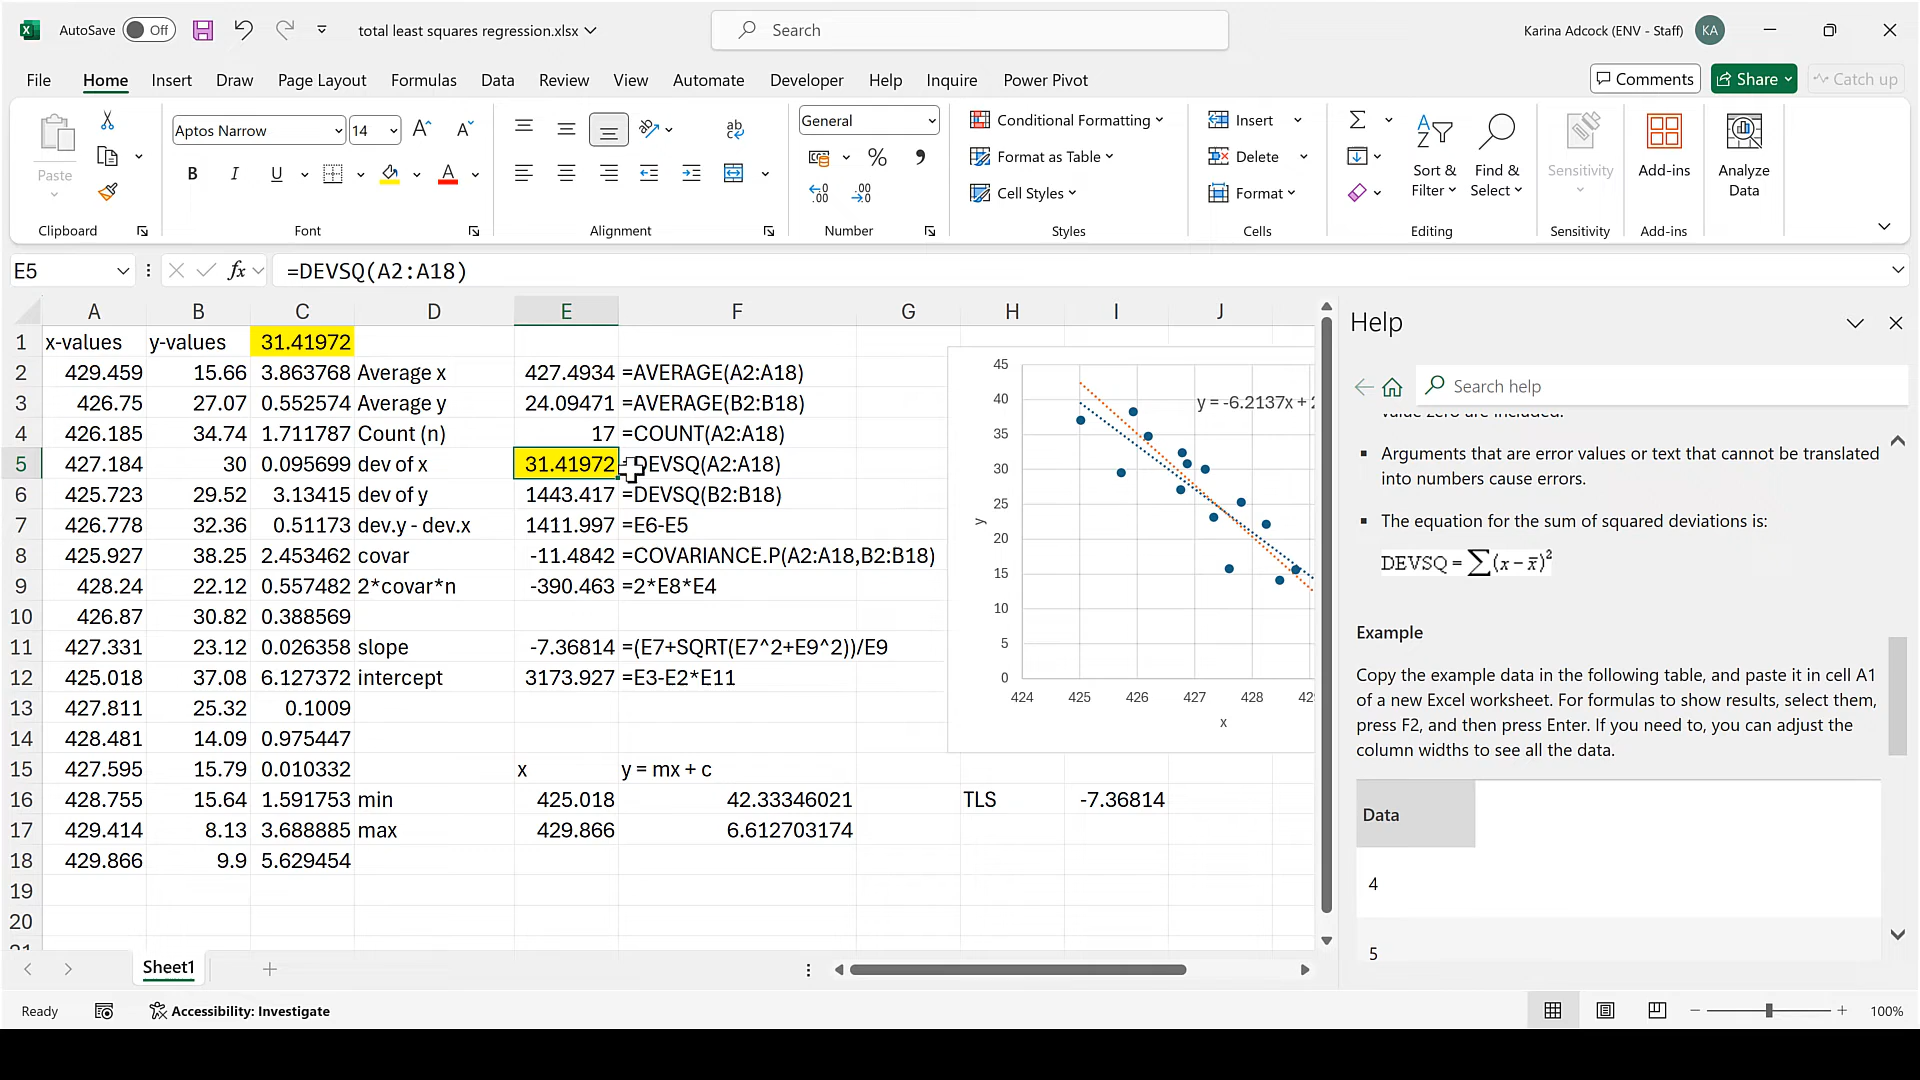 AutoSave Off total least squares regression.xlsx Search Karina Adcock (ENV - Staff) KA
File Home Insert Draw Page Layout Formulas Data Review View Automate Developer Help Inquire Power Pivot Comments Share Catch up
Paste Aptos Narrow 14 General Conditional Formatting Format as Table Cell Styles Insert Delete Format Sort & Filter Find & Select Sensitivity Add-ins Analyze Data
Clipboard Font Alignment Number Styles Cells Editing Sensitivity Add-ins
E5 fx =DEVSQ(A2:A18)
A B C D E F G H I J
1 x-values y-values 31.41972
2 429.459 15.66 3.863768 Average x 427.4934 =AVERAGE(A2:A18)
3 426.75 27.07 0.552574 Average y 24.09471 =AVERAGE(B2:B18)
4 426.185 34.74 1.711787 Count (n) 17 =COUNT(A2:A18)
5 427.184 30 0.095699 dev of x 31.41972 =DEVSQ(A2:A18)
6 425.723 29.52 3.13415 dev of y 1443.417 =DEVSQ(B2:B18)
7 426.778 32.36 0.51173 dev.y - dev.x 1411.997 =E6-E5
8 425.927 38.25 2.453462 covar -11.4842 =COVARIANCE.P(A2:A18,B2:B18)
9 428.24 22.12 0.557482 2*covar*n -390.463 =2*E8*E4
10 426.87 30.82 0.388569
11 427.331 23.12 0.026358 slope -7.36814 =(E7+SQRT(E7^2+E9^2))/E9
12 425.018 37.08 6.127372 intercept 3173.927 =E3-E2*E11
13 427.811 25.32 0.1009
14 428.481 14.09 0.975447
15 427.595 15.79 0.010332 x y = mx + c
16 428.755 15.64 1.591753 min 425.018 42.33346021 TLS -7.36814
17 429.414 8.13 3.688885 max 429.866 6.612703174
18 429.866 9.9 5.629454
19
20
45
40
35
30
25
20
15
10
5
0
y
y = -6.2137x +
424 425 426 427 428
x
Help
Search help
value zero are included.
Arguments that are error values or text that cannot be translated
into numbers cause errors.
The equation for the sum of squared deviations is:
DEVSQ = ∑(x − x̄)²
Example
Copy the example data in the following table, and paste it in cell A1
of a new Excel worksheet. For formulas to show results, select them,
press F2, and then press Enter. If you need to, you can adjust the
column widths to see all the data.
Data
4
5
Sheet1
Ready Accessibility: Investigate 100%